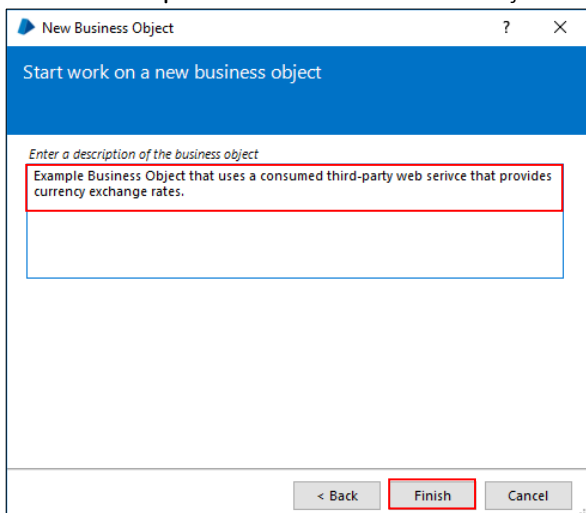 New Business Object
?
Start work on a new business object
Enter a description of the business object
Example Business Object that uses a consumed third-party web serivce that provides
currency exchange rates.
< Back
Finish
Cancel